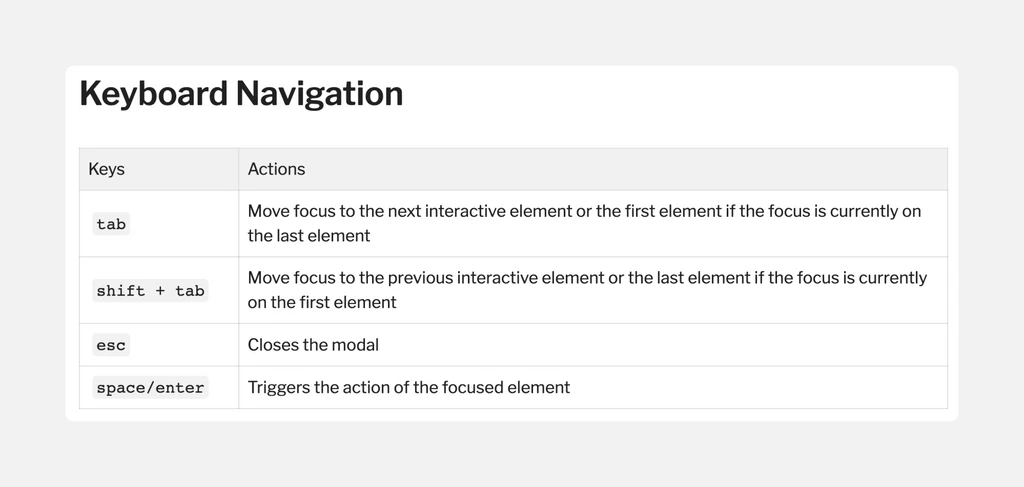 Keyboard Navigation
Keys
Actions
tab
Move focus to the next interactive element or the first element if the focus is currently on
the last element
shift + tab
Move focus to the previous interactive element or the last element if the focus is currently
on the first element
esc
Closes the modal
space/enter
Triggers the action of the focused element